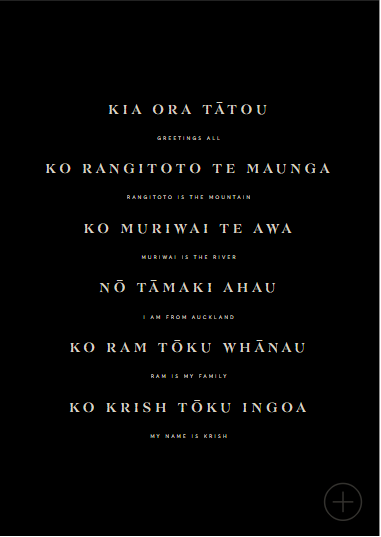 KIA ORA TĀTOU
GREETINGS ALL
KO RANGITOTO TE MAUNGA
RANGITOTO IS THE MOUNTAIN
KO MURIWAI TE AWA
MURIWAI IS THE RIVER
NŌ TĀMAKI AHAU
I AM FROM AUCKLAND
KO RAM TŌKU WHĀNAU
RAM IS MY FAMILY
KO KRISH TŌKU INGOA
MY NAME IS KRISH